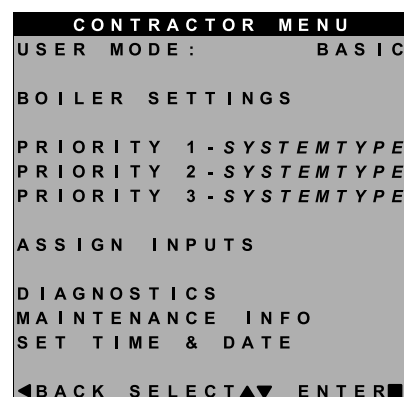 CONTRACTOR MENU
USER MODE: BASIC
BOILER SETTINGS
PRIORITY 1-SYSTEMTYPE
PRIORITY 2-SYSTEMTYPE
PRIORITY 3-SYSTEMTYPE
ASSIGN INPUTS
DIAGNOSTICS
MAINTENANCE INFO
SET TIME & DATE
◀BACK SELECT▲▼ ENTER■